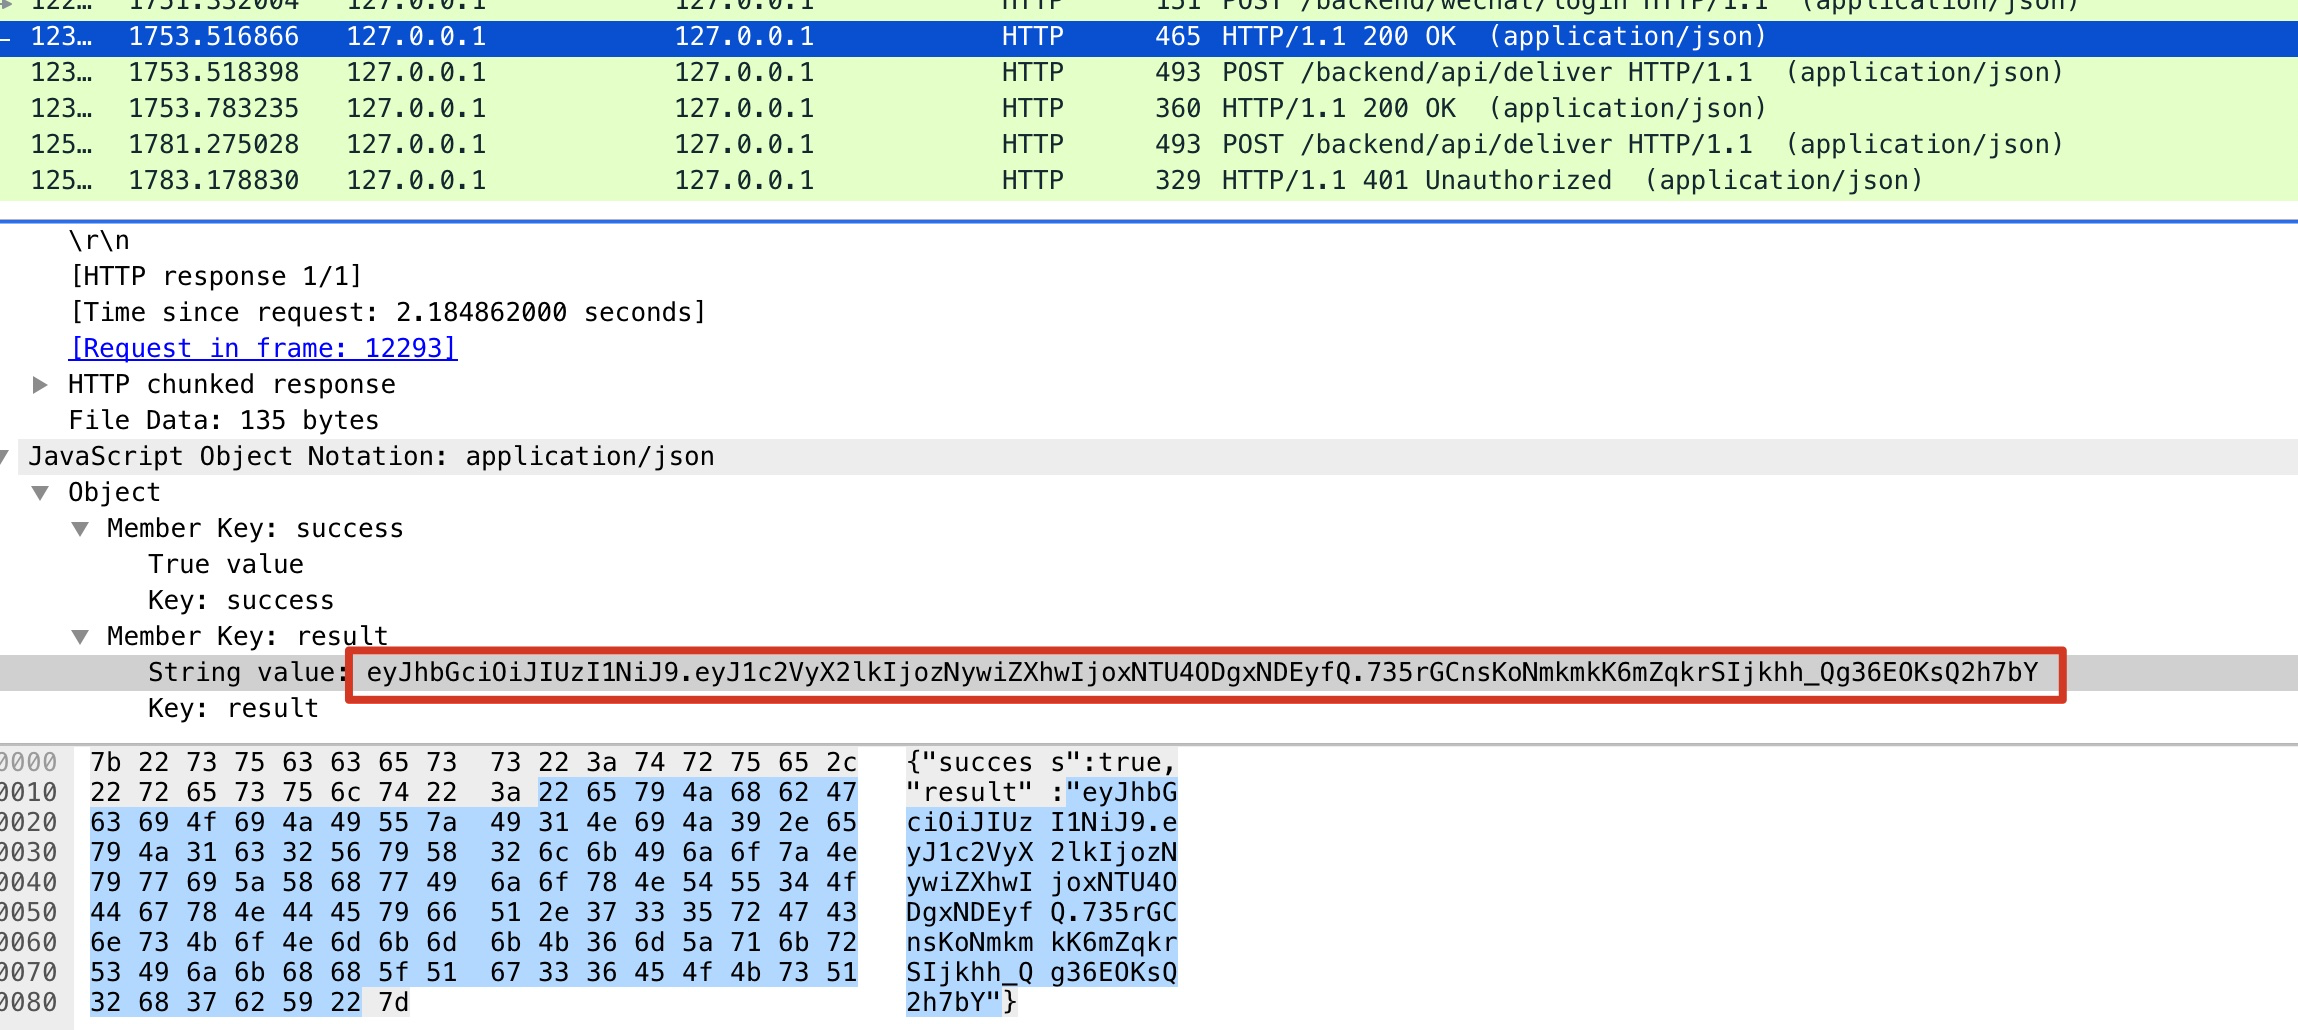 122… 1751.332004 127.0.0.1 127.0.0.1 HTTP 151 POST /backend/wechat/login HTTP/1.1 (application/json)
123… 1753.516866 127.0.0.1 127.0.0.1 HTTP 465 HTTP/1.1 200 OK (application/json)
123… 1753.518398 127.0.0.1 127.0.0.1 HTTP 493 POST /backend/api/deliver HTTP/1.1 (application/json)
123… 1753.783235 127.0.0.1 127.0.0.1 HTTP 360 HTTP/1.1 200 OK (application/json)
125… 1781.275028 127.0.0.1 127.0.0.1 HTTP 493 POST /backend/api/deliver HTTP/1.1 (application/json)
125… 1783.178830 127.0.0.1 127.0.0.1 HTTP 329 HTTP/1.1 401 Unauthorized (application/json)
\r\n
[HTTP response 1/1]
[Time since request: 2.184862000 seconds]
[Request in frame: 12293]
HTTP chunked response
File Data: 135 bytes
JavaScript Object Notation: application/json
Object
Member Key: success
True value
Key: success
Member Key: result
String value: eyJhbGciOiJIUzI1NiJ9.eyJ1c2VyX2lkIjozNywiZXhwIjoxNTU4ODgxNDEyfQ.735rGCnsKoNmkmkK6mZqkrSIjkhh_Qg36EOKsQ2h7bY
Key: result
0000 7b 22 73 75 63 63 65 73 73 22 3a 74 72 75 65 2c {"succes s":true,
0010 22 72 65 73 75 6c 74 22 3a 22 65 79 4a 68 62 47 "result" :"eyJhbG
0020 63 69 4f 69 4a 49 55 7a 49 31 4e 69 4a 39 2e 65 ciOiJIUz I1NiJ9.e
0030 79 4a 31 63 32 56 79 58 32 6c 6b 49 6a 6f 7a 4e yJ1c2VyX 2lkIjozN
0040 79 77 69 5a 58 68 77 49 6a 6f 78 4e 54 55 34 4f ywiZXhwI joxNTU4O
0050 44 67 78 4e 44 45 79 66 51 2e 37 33 35 72 47 43 DgxNDEyf Q.735rGC
0060 6e 73 4b 6f 4e 6d 6b 6d 6b 4b 36 6d 5a 71 6b 72 nsKoNmkm kK6mZqkr
0070 53 49 6a 6b 68 68 5f 51 67 33 36 45 4f 4b 73 51 SIjkhh_Q g36EOKsQ
0080 32 68 37 62 59 22 7d 2h7bY"}